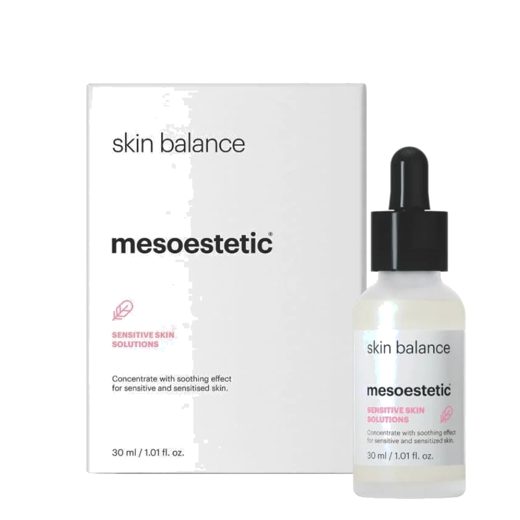 skin balance
mesoestetic®
SENSITIVE SKIN
SOLUTIONS
Concentrate with soothing effect
for sensitive and sensitised skin.
30 ml / 1.01 fl. oz.
skin balance
mesoestetic®
SENSITIVE SKIN
SOLUTIONS
Concentrate with soothing effect
for sensitive and sensitized skin.
30 ml / 1.01 fl. oz.